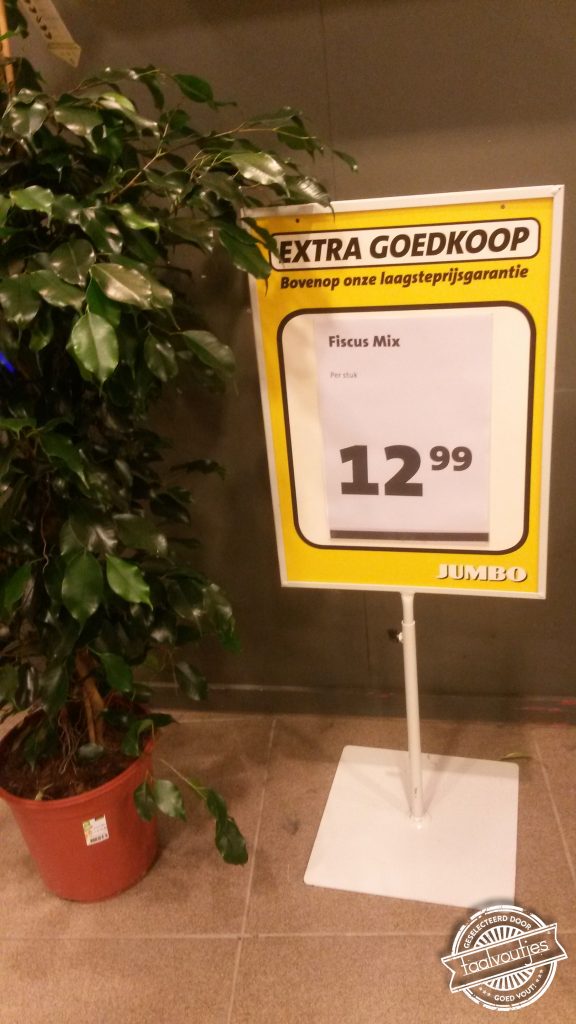 EXTRA GOEDKOOP
Bovenop onze laagsteprijsgarantie
Fiscus Mix
Per stuk
12 99
JUMBO
GESELECTEERD DOOR
taalvoutjes
GOED VOUT!